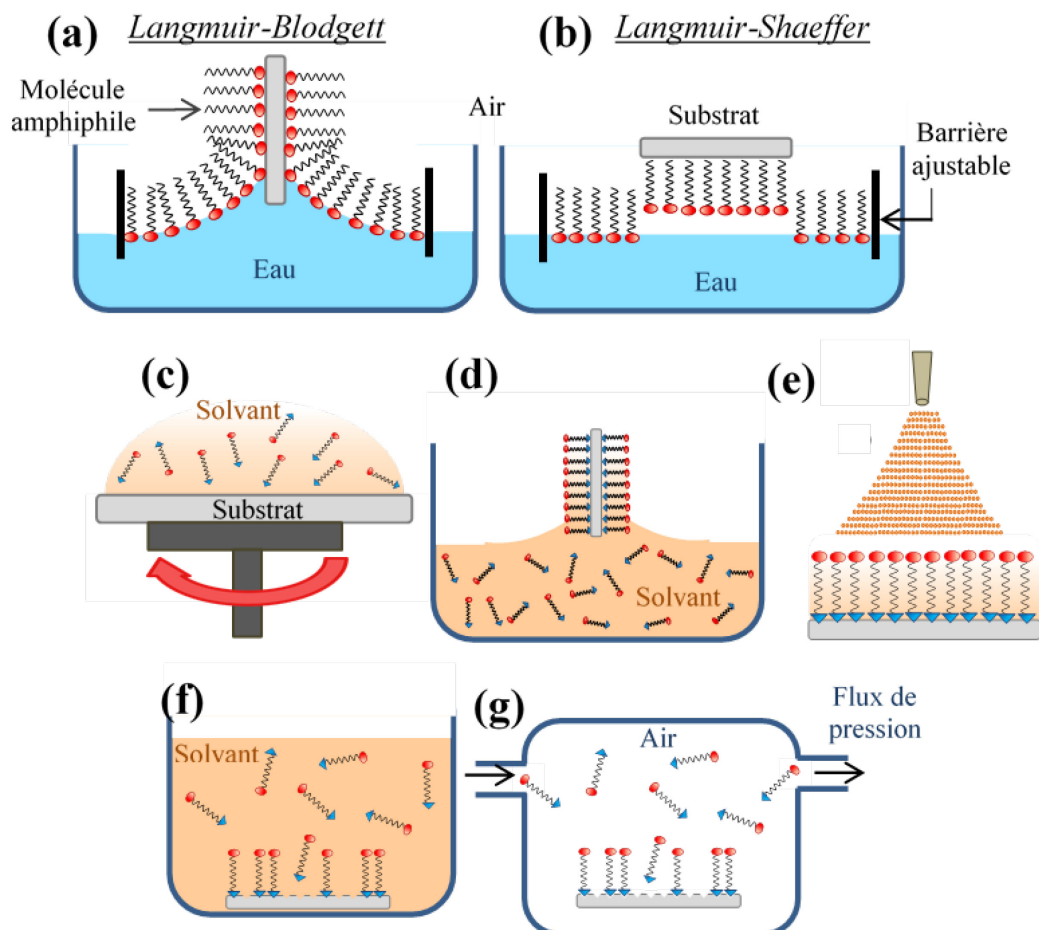 (a) Langmuir-Blodgett
(b) Langmuir-Shaeffer
Molécule
amphiphile
Air
Substrat
Barrière
ajustable
Eau
Eau
(c)
Solvant
Substrat
(d)
Solvant
(e)
(f)
Solvant
(g)
Air
Flux de
pression